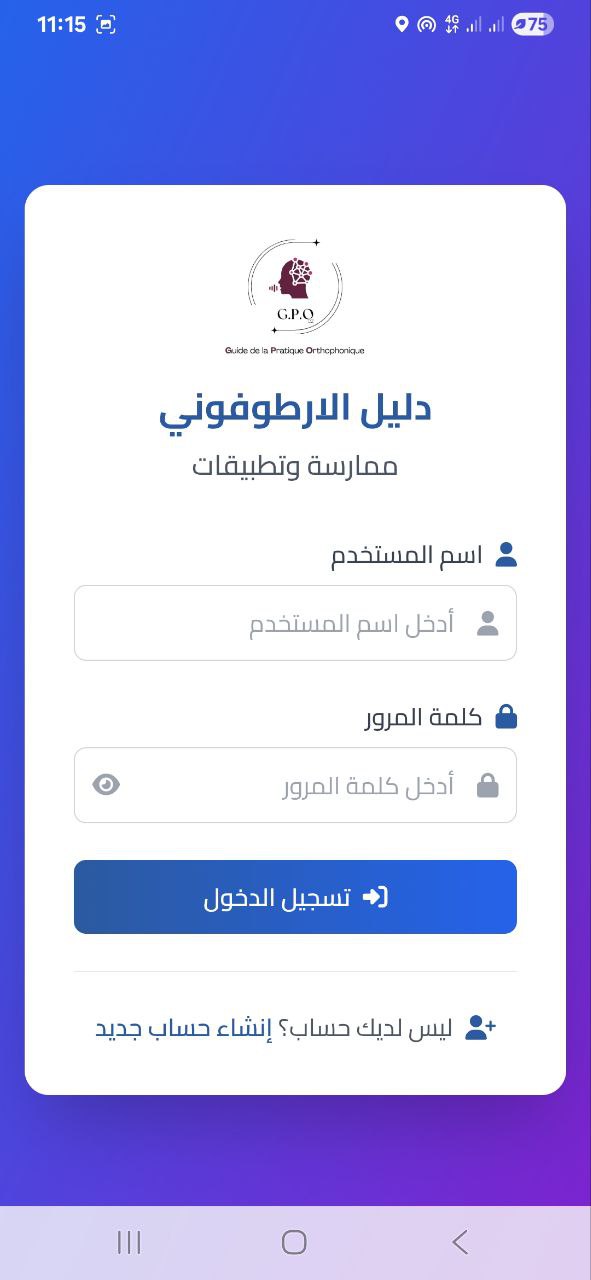 11:15
4G
75
G.P.O
Guide de la Pratique Orthophonique
دليل الارطوفوني
ممارسة وتطبيقات
اسم المستخدم
أدخل اسم المستخدم
كلمة المرور
أدخل كلمة المرور
تسجيل الدخول
ليس لديك حساب؟ إنشاء حساب جديد